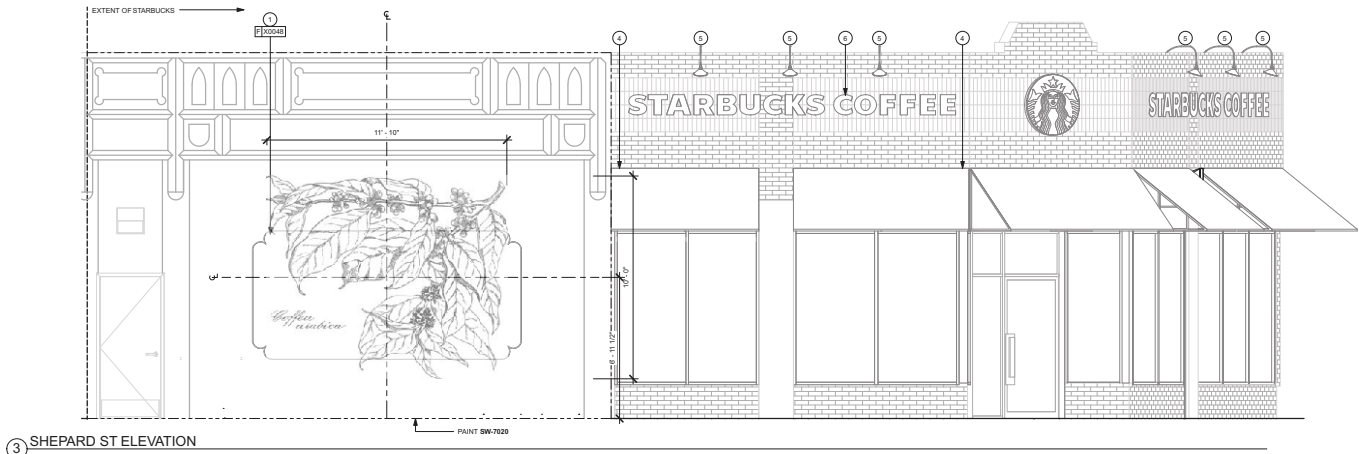 EXTENT OF STARBUCKS
1
F X0048
℄
4
5
5
6
5
4
5
5
5
STARBUCKS COFFEE
STARBUCKS COFFEE
11' - 10"
10' - 0"
℄
6' - 11 1/2"
Coffea
arabica
PAINT SW-7020
3 SHEPARD ST ELEVATION